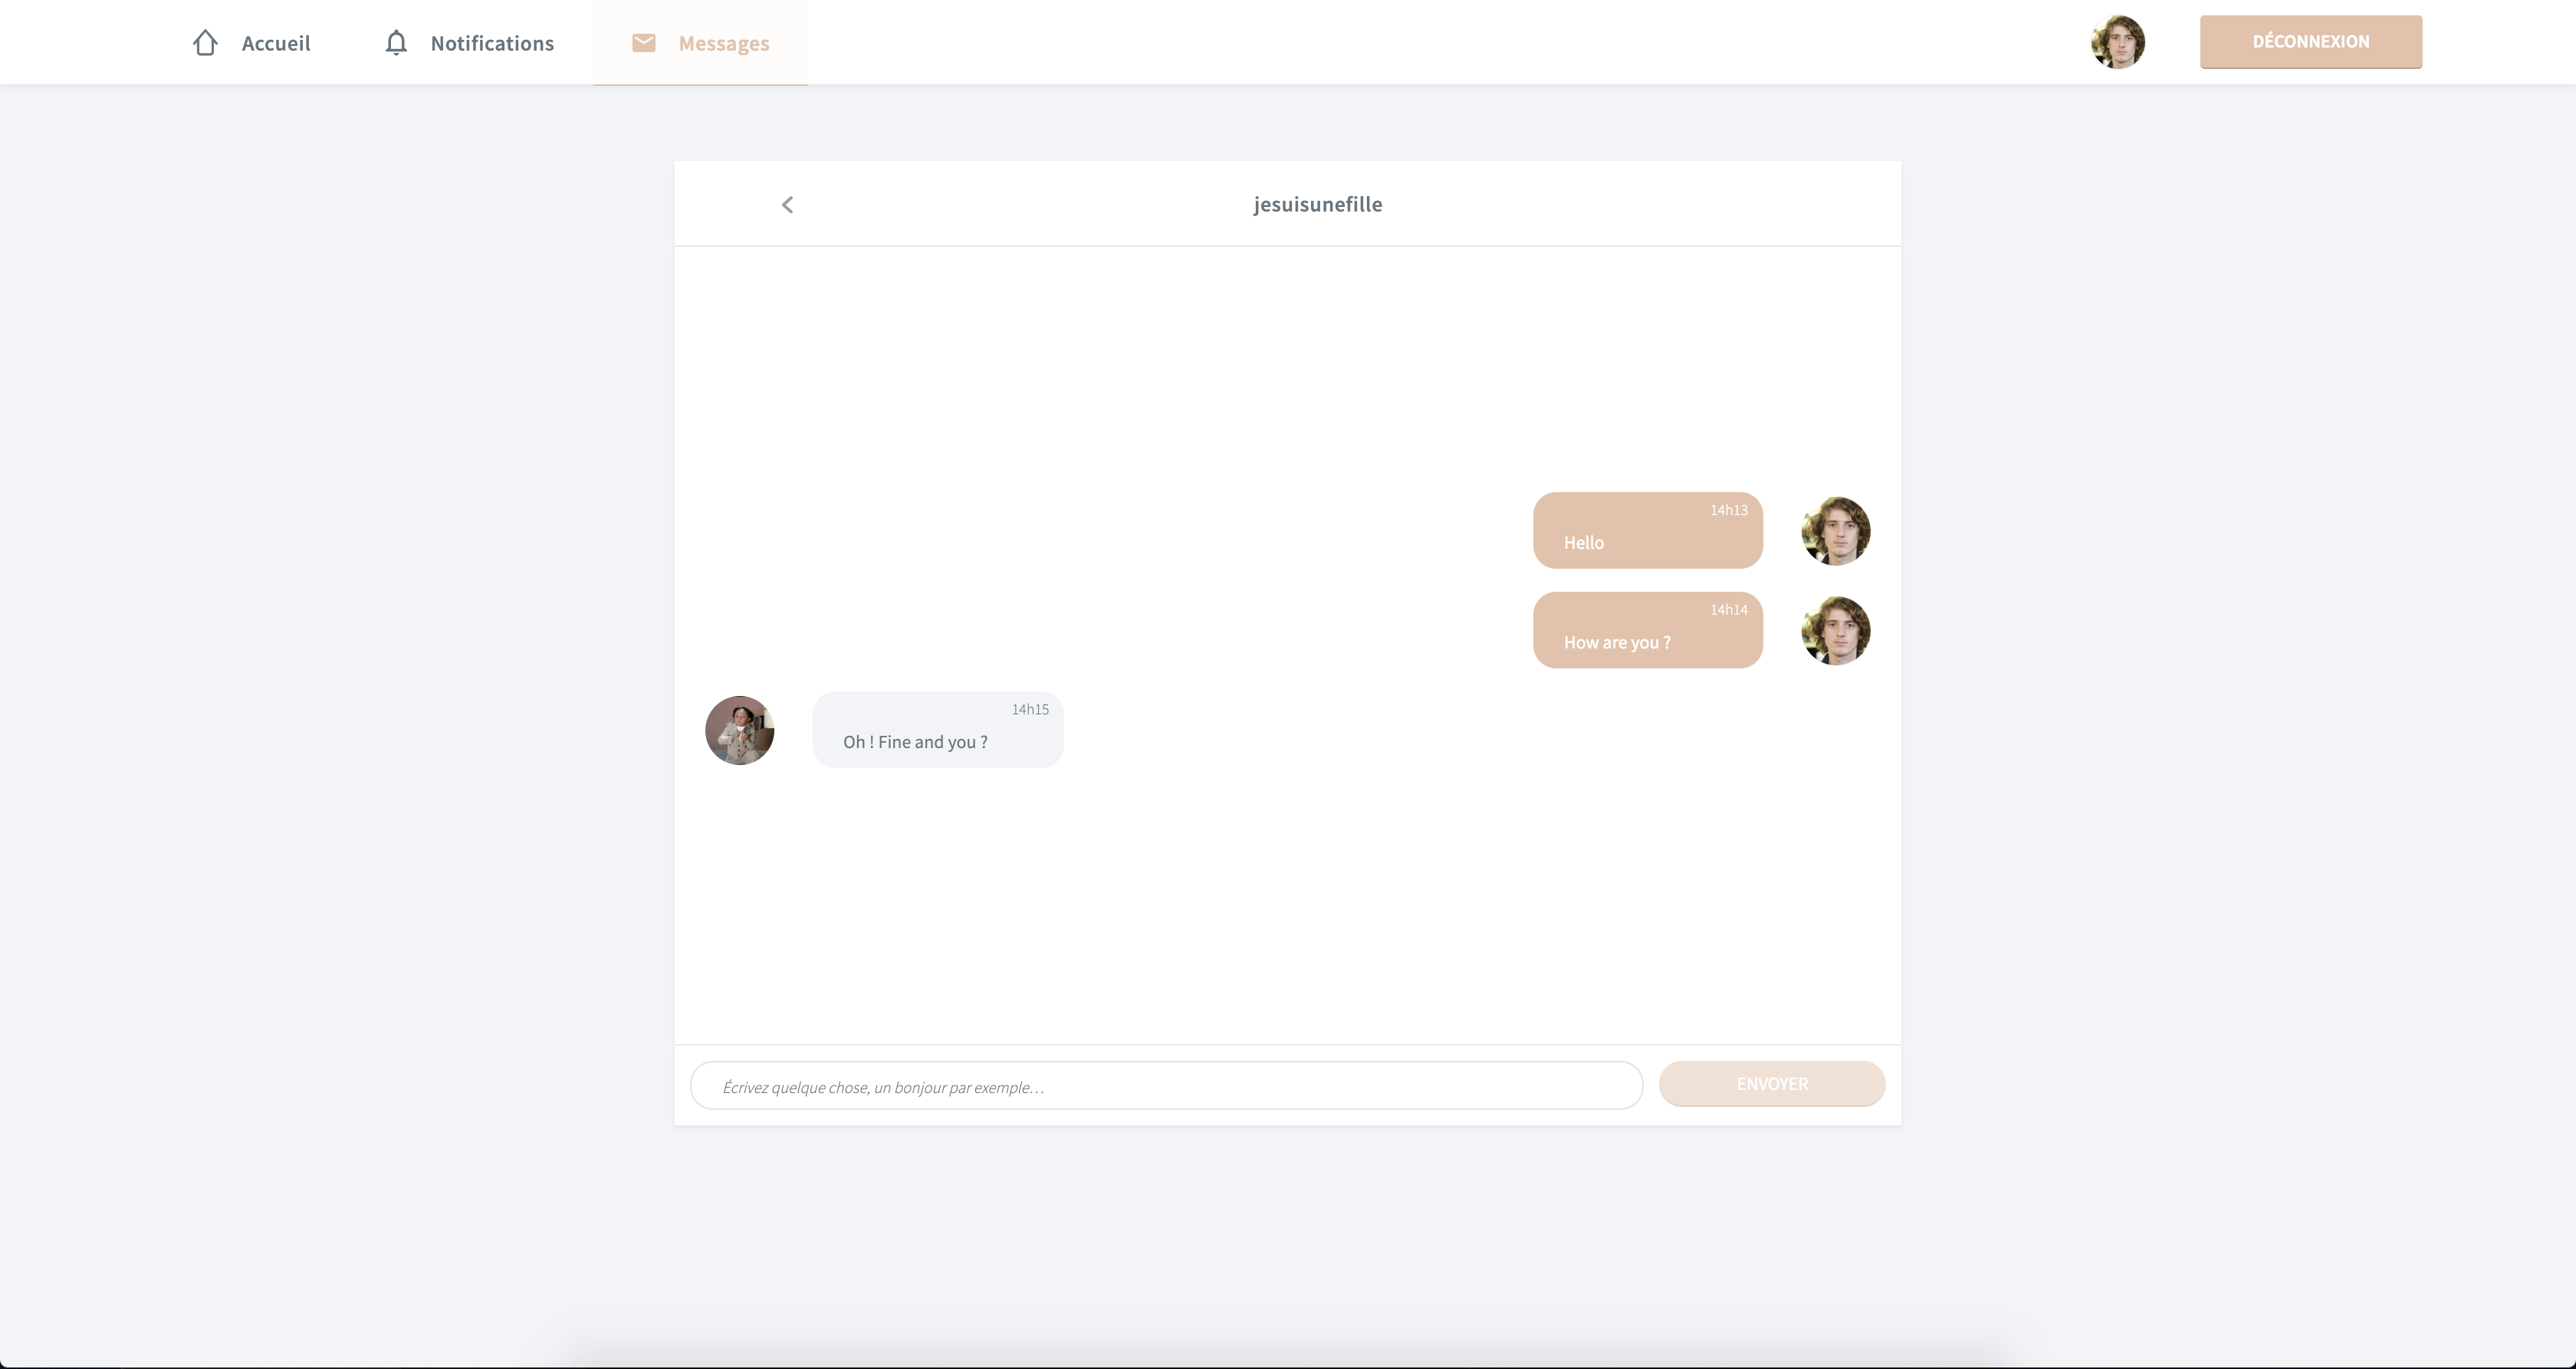 Accueil
Notifications
Messages
DÉCONNEXION
jesuisunefille
14h13
Hello
14h14
How are you ?
14h15
Oh ! Fine and you ?
Écrivez quelque chose, un bonjour par exemple…
ENVOYER